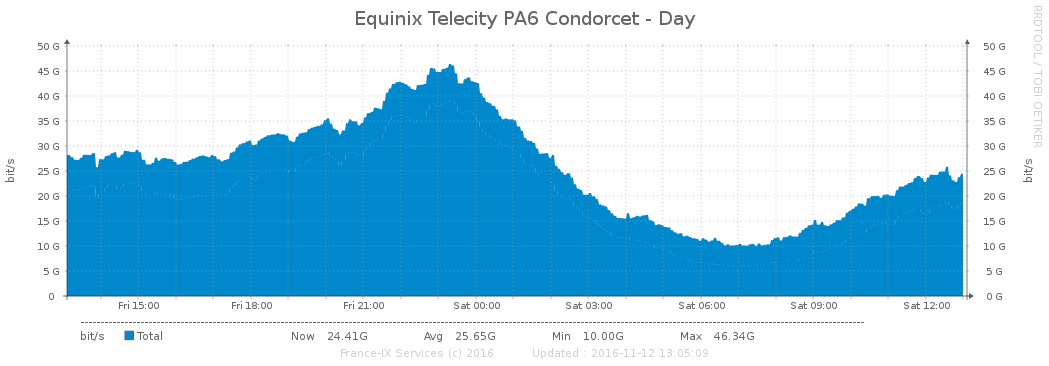 Equinix Telecity PA6 Condorcet - Day
RRDTOOL / TOBI OETIKER
bit/s
50 G 50 G
45 G 45 G
40 G 40 G
35 G 35 G
30 G 30 G
25 G 25 G
20 G 20 G
15 G 15 G
10 G 10 G
5 G 5 G
0 0 G
bit/s
Fri 15:00 Fri 18:00 Fri 21:00 Sat 00:00 Sat 03:00 Sat 06:00 Sat 09:00 Sat 12:00
bit/s Total Now 24.41G Avg 25.65G Min 10.00G Max 46.34G
France-IX Services (c) 2016 Updated : 2016-11-12 13:05:09